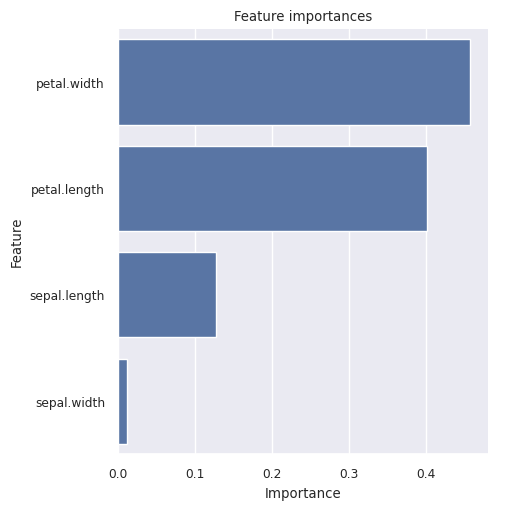 Feature importances
petal.width
petal.length
sepal.length
sepal.width
Feature
0.0 0.1 0.2 0.3 0.4
Importance